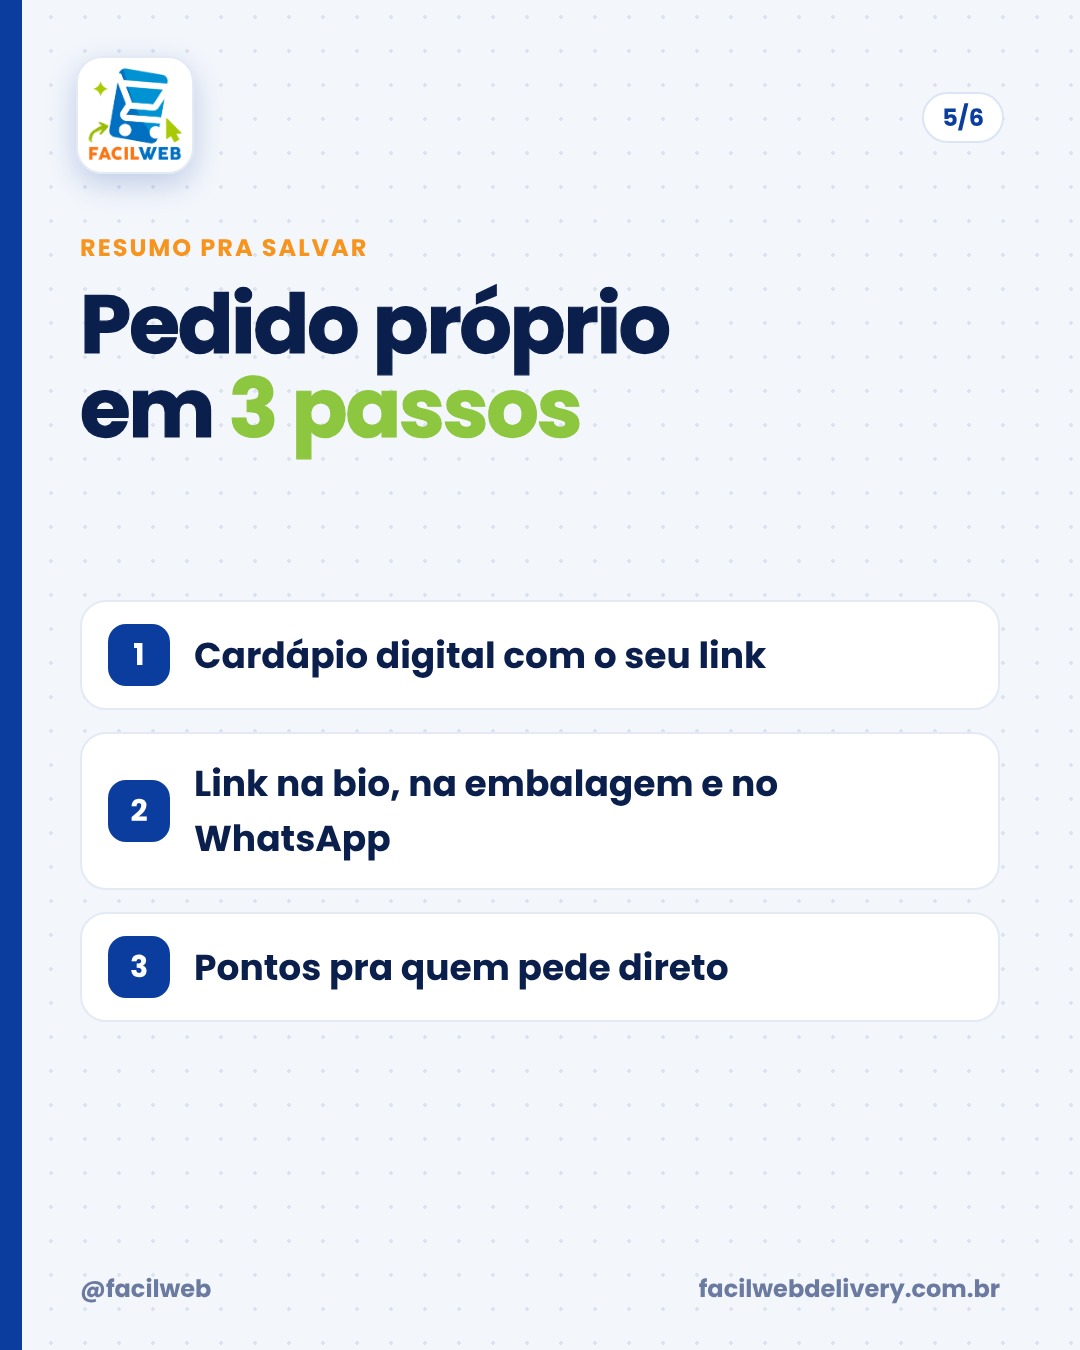 FACILWEB
5/6
RESUMO PRA SALVAR
Pedido próprio
em 3 passos
1 Cardápio digital com o seu link
2 Link na bio, na embalagem e no
WhatsApp
3 Pontos pra quem pede direto
@facilweb
facilwebdelivery.com.br